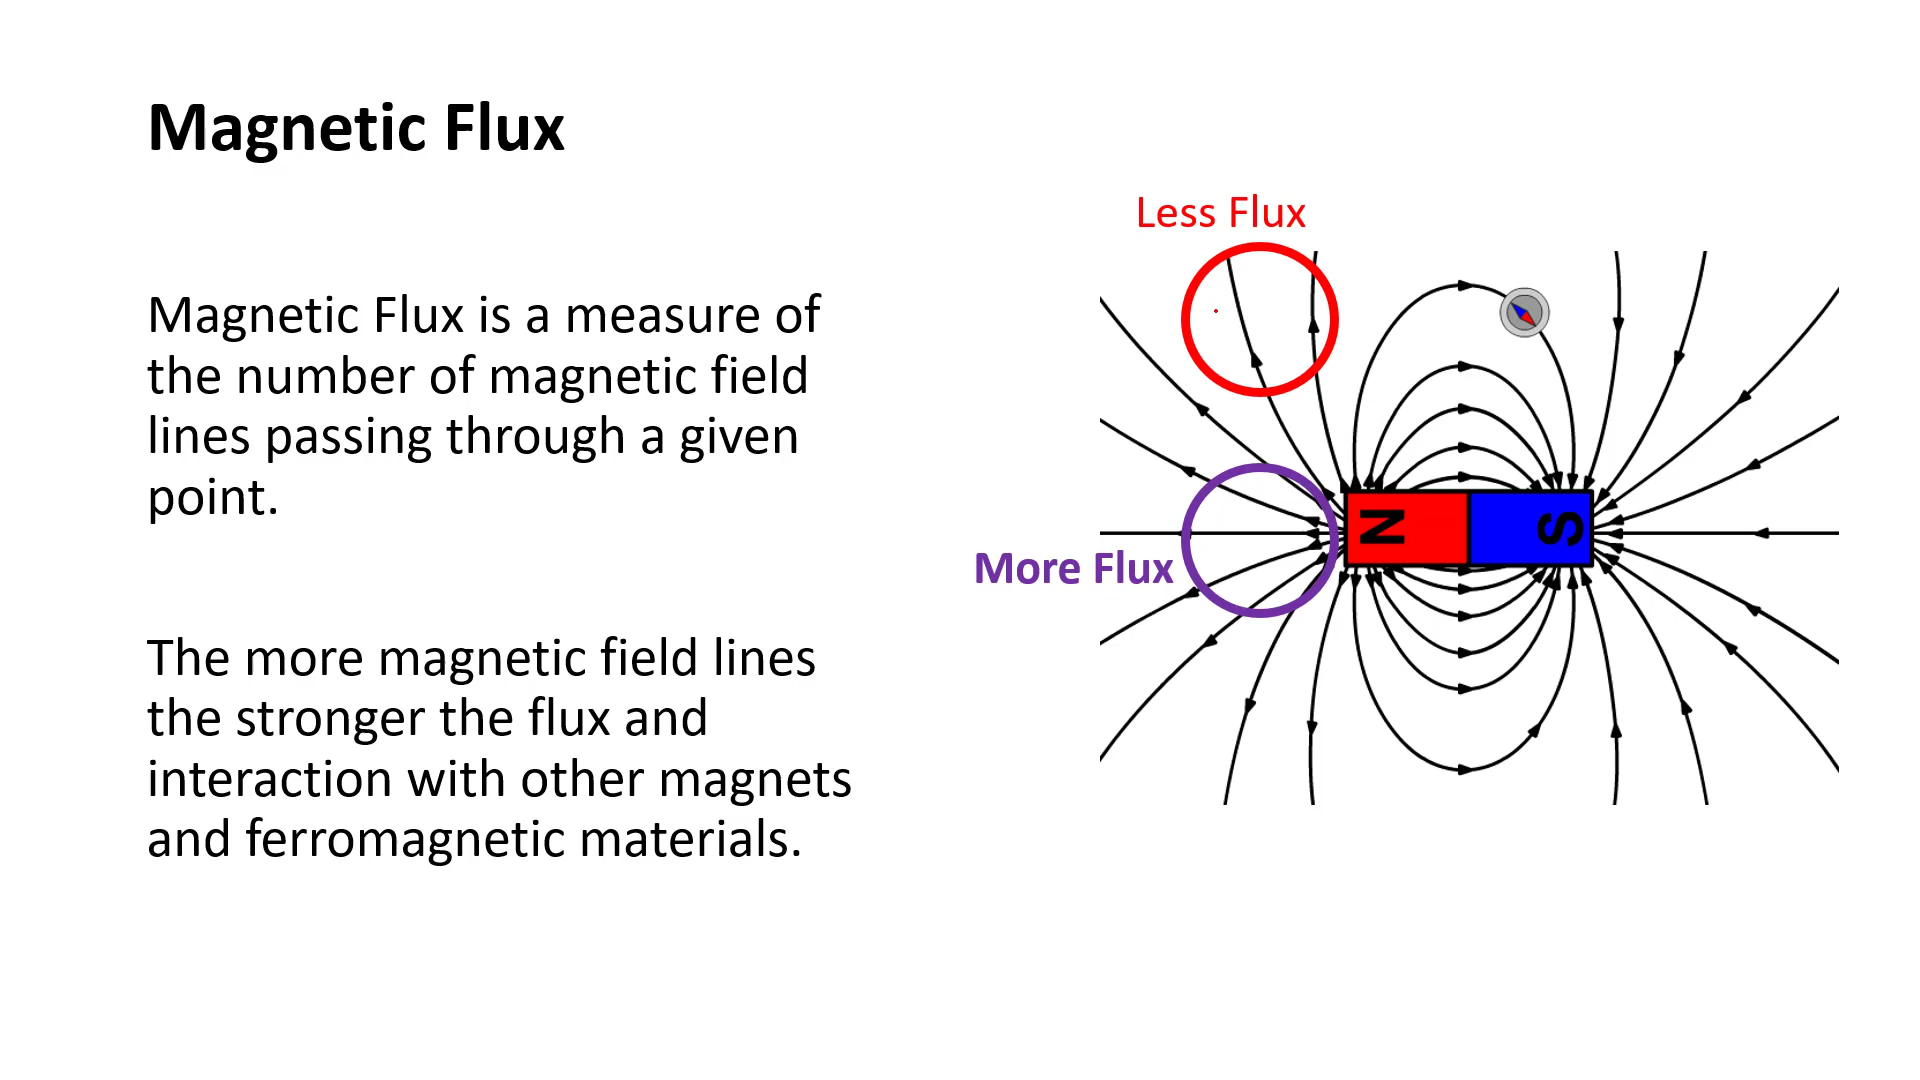 Magnetic Flux
Magnetic Flux is a measure of
the number of magnetic field
lines passing through a given
point.
The more magnetic field lines
the stronger the flux and
interaction with other magnets
and ferromagnetic materials.
Less Flux
More Flux
N
S